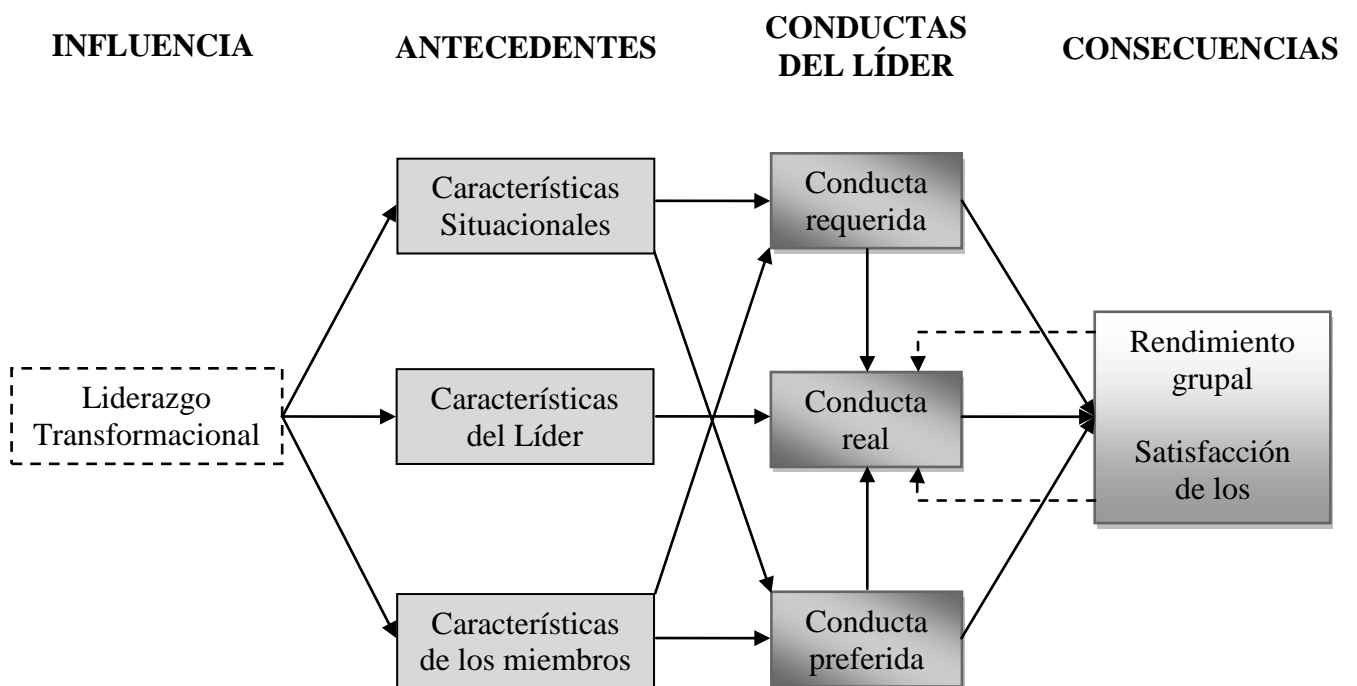 INFLUENCIA
ANTECEDENTES
CONDUCTAS
DEL LÍDER
CONSECUENCIAS
Características
Situacionales
Conducta
requerida
Liderazgo
Transformacional
Características
del Líder
Conducta
real
Rendimiento
grupal
Satisfacción
de los
Características
de los miembros
Conducta
preferida